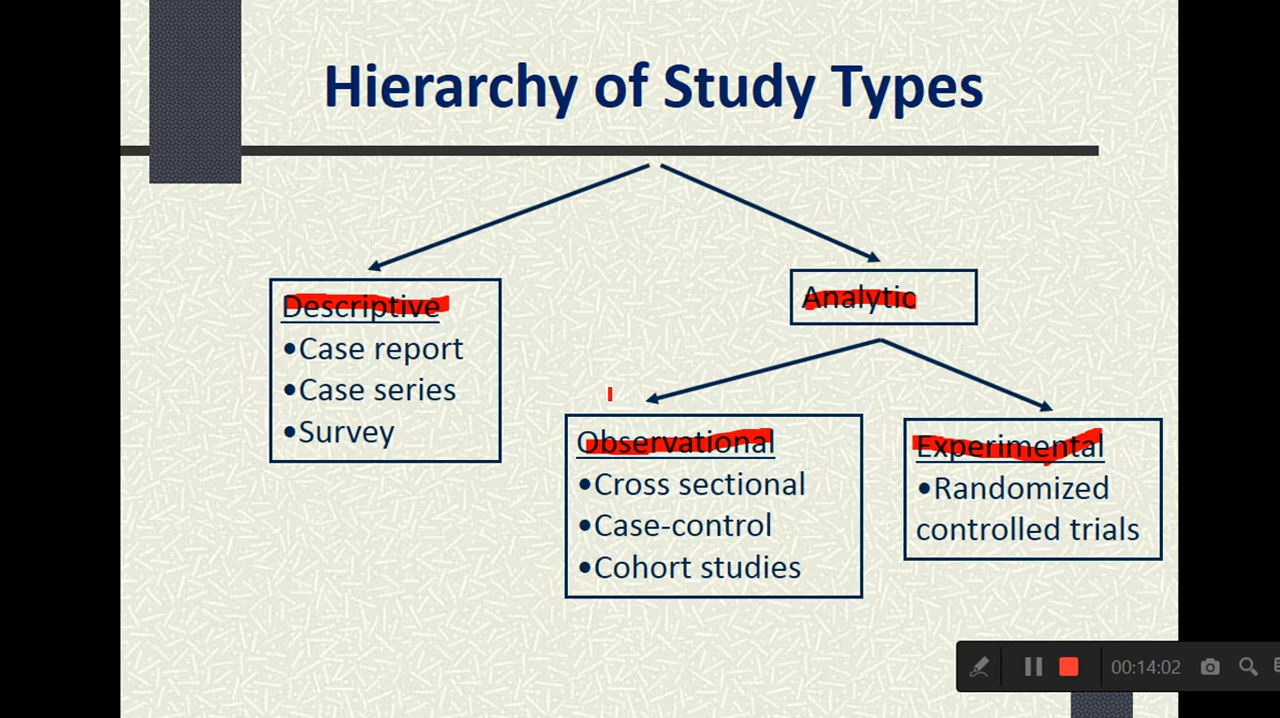 Hierarchy of Study Types
Descriptive
•Case report
•Case series
•Survey
Analytic
Observational
•Cross sectional
•Case-control
•Cohort studies
Experimental
•Randomized
controlled trials
00:14:02